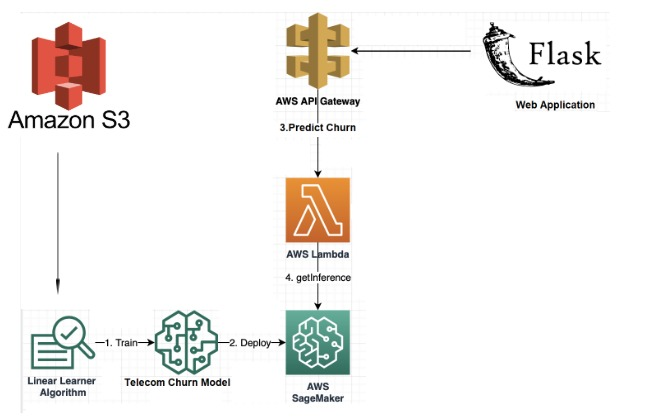 Amazon S3
AWS API Gateway
Flask
Web Application
3.Predict Churn
AWS Lambda
4. getInference
1. Train
2. Deploy
Linear Learner
Algorithm
Telecom Churn Model
AWS
SageMaker